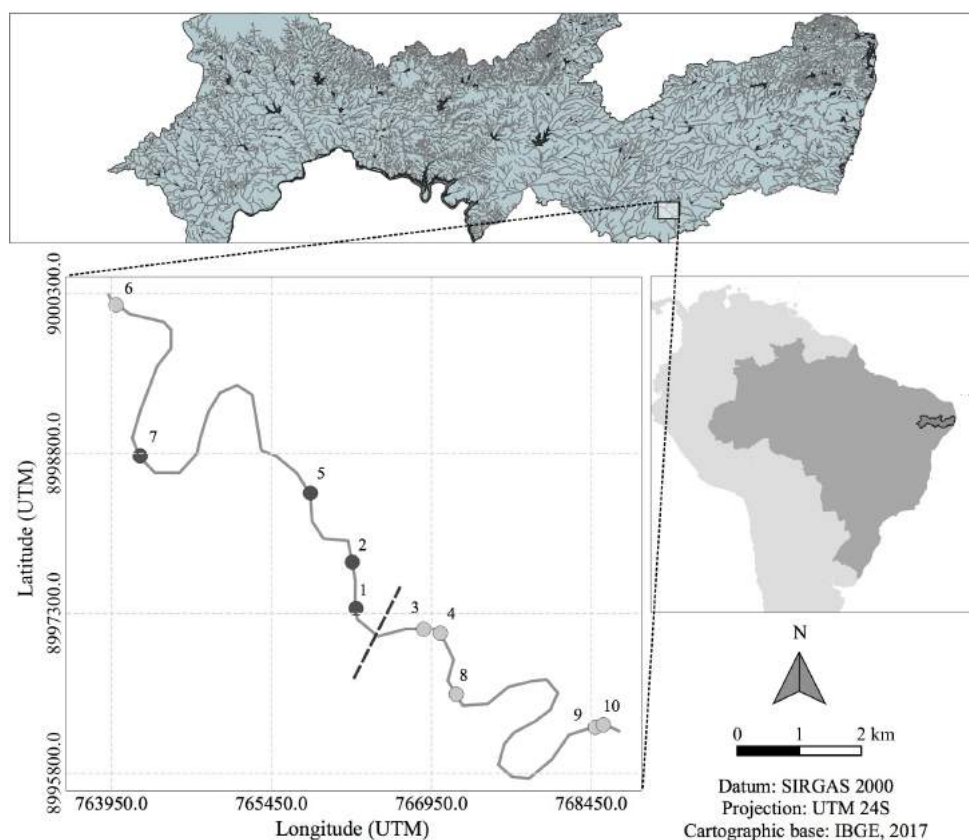 6
9000300.0
7
8998800.0
5
2
1
8997300.0
3
4
8
9
10
8995800.0
Latitude (UTM)
763950.0
765450.0
766950.0
768450.0
Longitude (UTM)
N
0
1
2 km
Datum: SIRGAS 2000
Projection: UTM 24S
Cartographic base: IBGE, 2017